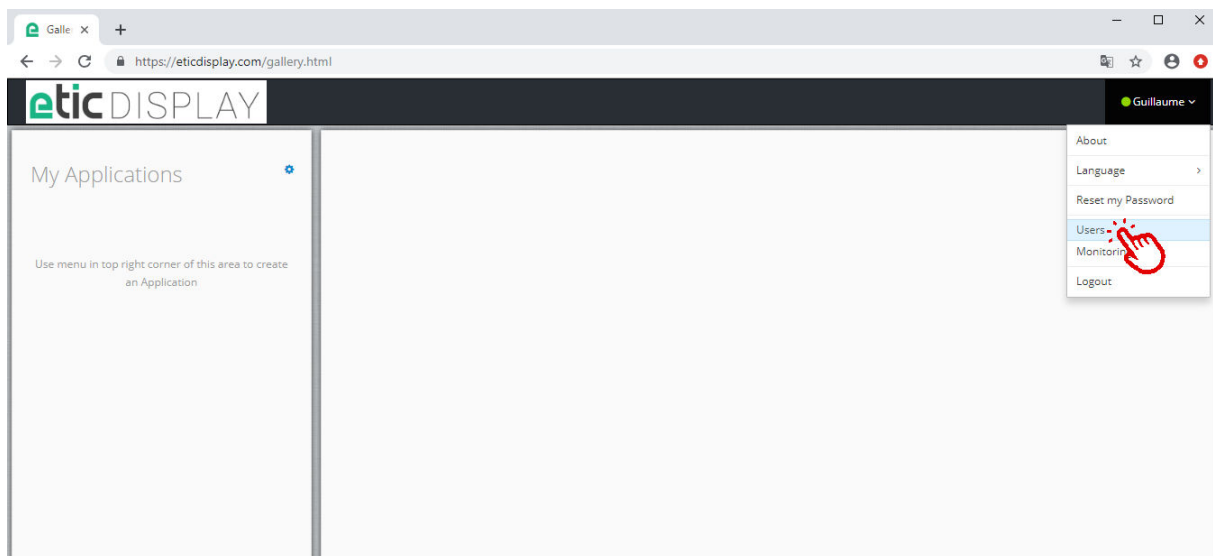 Galle
https://eticdisplay.com/gallery.html
etic DISPLAY
Guillaume
My Applications
Use menu in top right corner of this area to create
an Application
About
Language
Reset my Password
Users
Monitorin
Logout